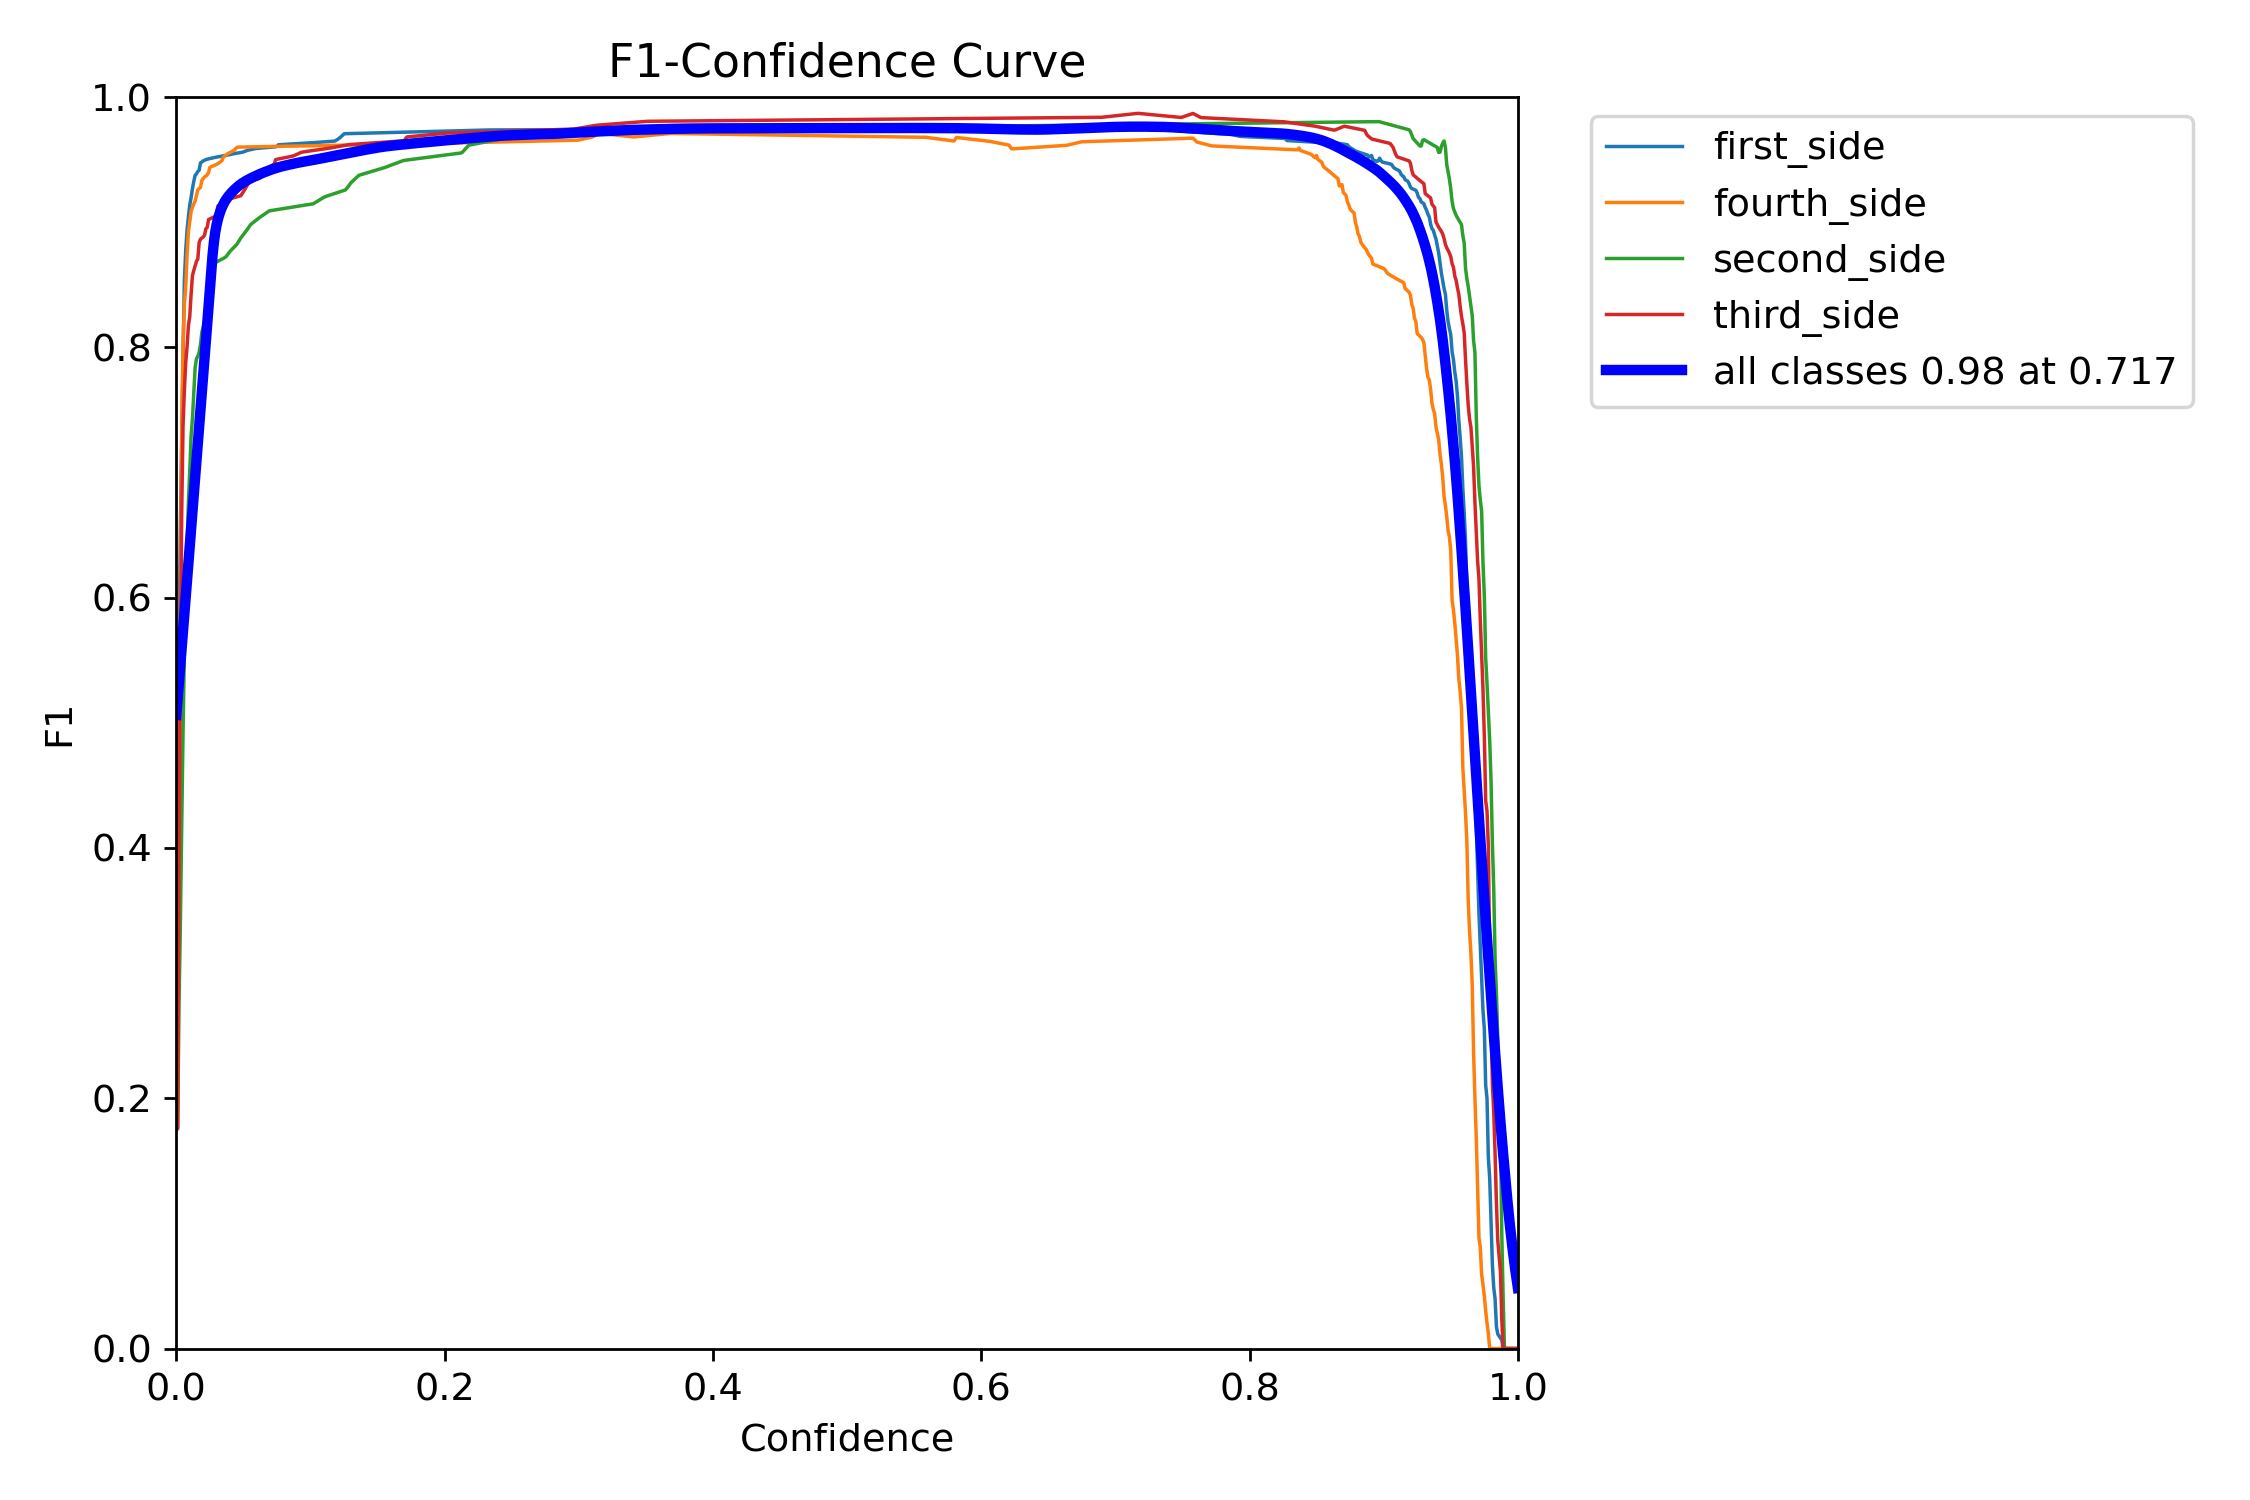 F1-Confidence Curve
1.0
0.8
0.6
0.4
0.2
0.0
F1
0.0 0.2 0.4 0.6 0.8 1.0
Confidence
first_side
fourth_side
second_side
third_side
all classes 0.98 at 0.717